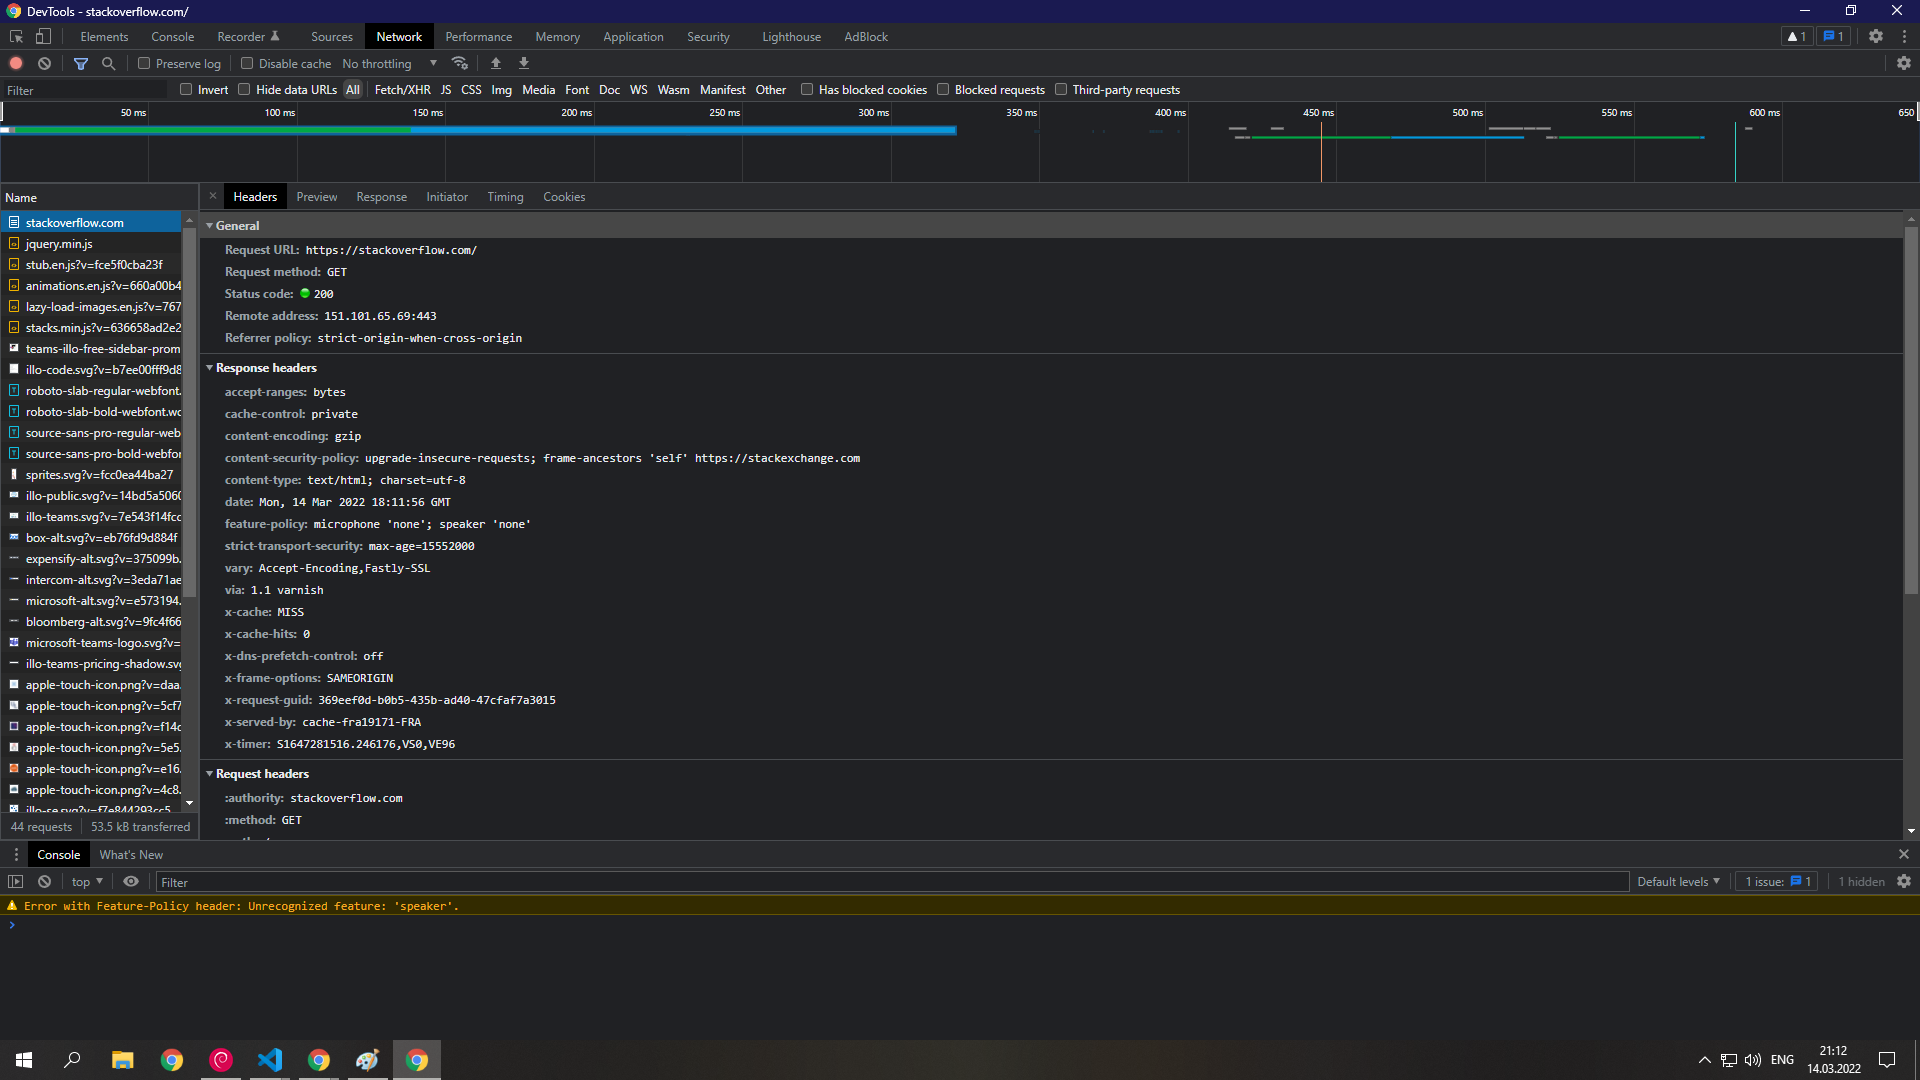 DevTools - stackoverflow.com/
Elements Console Recorder Sources Network Performance Memory Application Security Lighthouse AdBlock 1 1
Preserve log Disable cache No throttling
Filter Invert Hide data URLs All Fetch/XHR JS CSS Img Media Font Doc WS Wasm Manifest Other Has blocked cookies Blocked requests Third-party requests
50 ms 100 ms 150 ms 200 ms 250 ms 300 ms 350 ms 400 ms 450 ms 500 ms 550 ms 600 ms 650
Name
stackoverflow.com
jquery.min.js
stub.en.js?v=fce5f0cba23f
animations.en.js?v=660a00b4
lazy-load-images.en.js?v=767
stacks.min.js?v=636658ad2e2
teams-illo-free-sidebar-prom
illo-code.svg?v=b7ee00fff9d8
roboto-slab-regular-webfont.
roboto-slab-bold-webfont.wo
source-sans-pro-regular-web
source-sans-pro-bold-webfor
sprites.svg?v=fcc0ea44ba27
illo-public.svg?v=14bd5a5060
illo-teams.svg?v=7e543f14fcc
box-alt.svg?v=eb76fd9d884f
expensify-alt.svg?v=375099b.
intercom-alt.svg?v=3eda71ae
microsoft-alt.svg?v=e573194.
bloomberg-alt.svg?v=9fc4f66
microsoft-teams-logo.svg?v=
illo-teams-pricing-shadow.svg
apple-touch-icon.png?v=daa.
apple-touch-icon.png?v=5cf7
apple-touch-icon.png?v=f14c
apple-touch-icon.png?v=5e5.
apple-touch-icon.png?v=e16.
apple-touch-icon.png?v=4c8.
illo-se.svg?v=f7e844293cc5
44 requests 53.5 kB transferred
Headers Preview Response Initiator Timing Cookies
General
Request URL: https://stackoverflow.com/
Request method: GET
Status code: 200
Remote address: 151.101.65.69:443
Referrer policy: strict-origin-when-cross-origin
Response headers
accept-ranges: bytes
cache-control: private
content-encoding: gzip
content-security-policy: upgrade-insecure-requests; frame-ancestors 'self' https://stackexchange.com
content-type: text/html; charset=utf-8
date: Mon, 14 Mar 2022 18:11:56 GMT
feature-policy: microphone 'none'; speaker 'none'
strict-transport-security: max-age=15552000
vary: Accept-Encoding,Fastly-SSL
via: 1.1 varnish
x-cache: MISS
x-cache-hits: 0
x-dns-prefetch-control: off
x-frame-options: SAMEORIGIN
x-request-guid: 369eef0d-b0b5-435b-ad40-47cfaf7a3015
x-served-by: cache-fra19171-FRA
x-timer: S1647281516.246176,VS0,VE96
Request headers
:authority: stackoverflow.com
:method: GET
Console What's New
top Filter Default levels 1 issue: 1 1 hidden
Error with Feature-Policy header: Unrecognized feature: 'speaker'.
ENG 21:12
14.03.2022